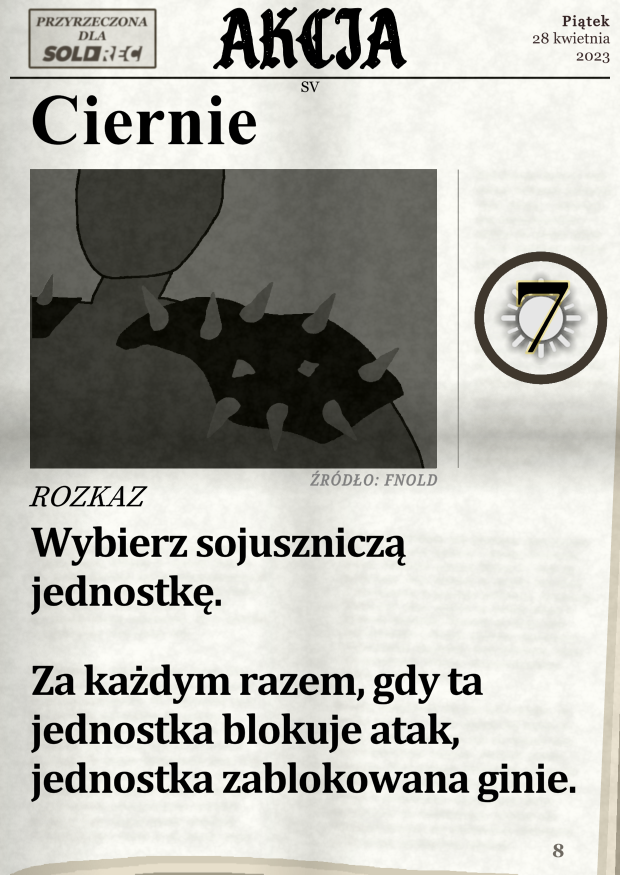 PRZYRZECZONA
DLA
SOLDREC
AKCJA
Piątek
28 kwietnia
2023
SV
Ciernie
7
ŹRÓDŁO: FNOLD
ROZKAZ
Wybierz sojuszniczą
jednostkę.
Za każdym razem, gdy ta
jednostka blokuje atak,
jednostka zablokowana ginie.
8